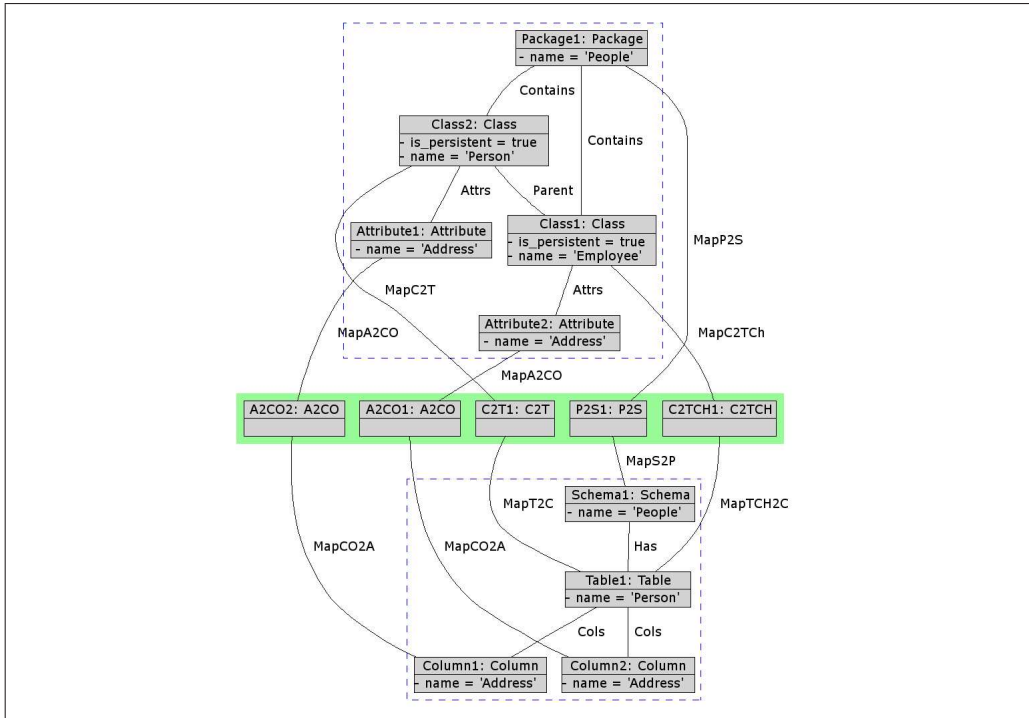 Package1: Package
- name = 'People'
Contains
Class2: Class
- is_persistent = true
- name = 'Person'
Contains
Attrs
Parent
Class1: Class
- is_persistent = true
- name = 'Employee'
Attribute1: Attribute
- name = 'Address'
MapP2S
MapC2T
Attrs
Attribute2: Attribute
- name = 'Address'
MapA2CO
MapC2TCh
MapA2CO
A2CO2: A2CO
A2CO1: A2CO
C2T1: C2T
P2S1: P2S
C2TCH1: C2TCH
MapS2P
Schema1: Schema
- name = 'People'
MapT2C
MapTCH2C
MapCO2A
MapCO2A
Has
Table1: Table
- name = 'Person'
Cols
Cols
Column1: Column
- name = 'Address'
Column2: Column
- name = 'Address'